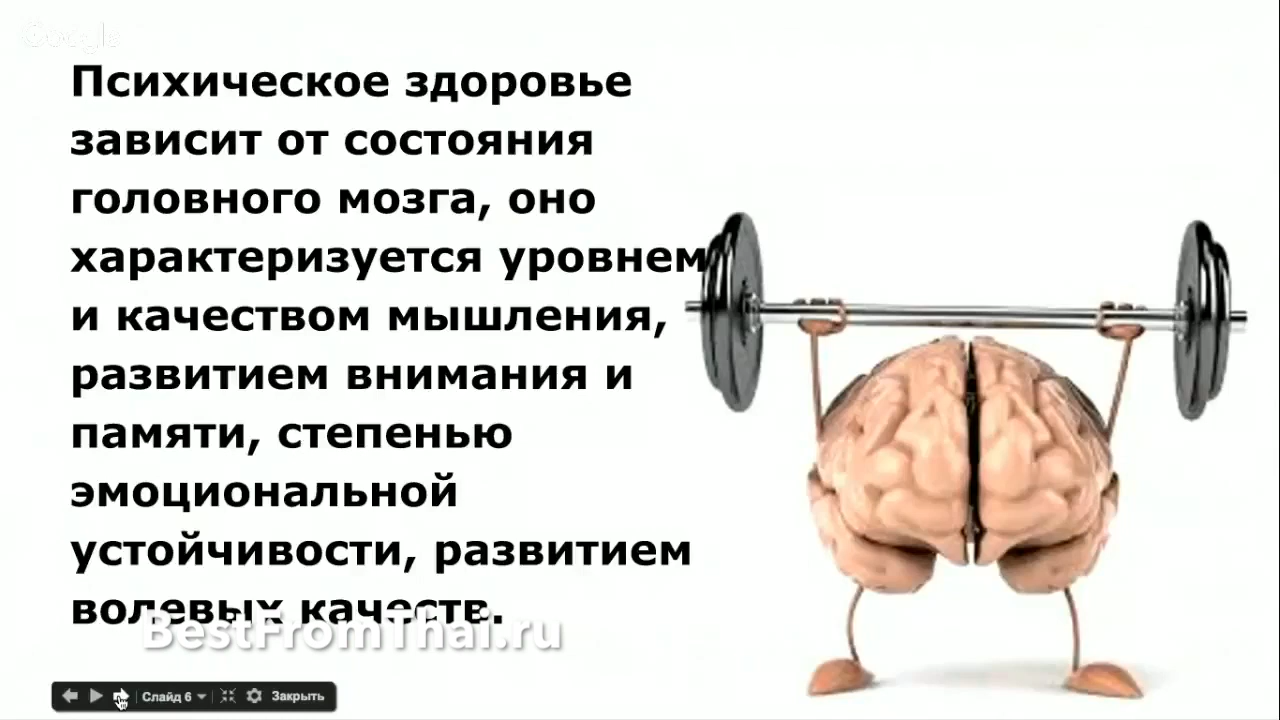 Google
Психическое здоровье
зависит от состояния
головного мозга, оно
характеризуется уровнем
и качеством мышления,
развитием внимания и
памяти, степенью
эмоциональной
устойчивости, развитием
волевых качеств.
BestFromThai.ru
Слайд 6
Закрыть